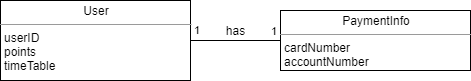 User
userID
points
timeTable
1 has 1
PaymentInfo
cardNumber
accountNumber